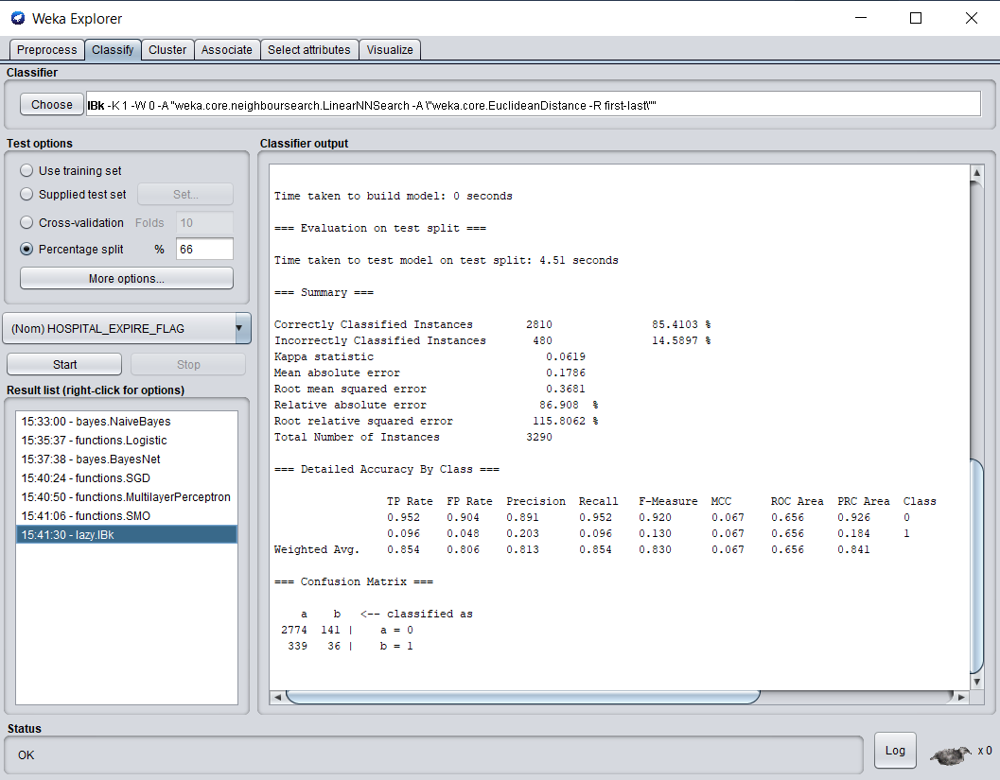 Weka Explorer
Preprocess Classify Cluster Associate Select attributes Visualize
Classifier
Choose IBk -K 1 -W 0 -A "weka.core.neighboursearch.LinearNNSearch -A \"weka.core.EuclideanDistance -R first-last\""
Test options
Use training set
Supplied test set Set...
Cross-validation Folds 10
Percentage split % 66
More options...
(Nom) HOSPITAL_EXPIRE_FLAG
Start Stop
Result list (right-click for options)
15:33:00 - bayes.NaiveBayes
15:35:37 - functions.Logistic
15:37:38 - bayes.BayesNet
15:40:24 - functions.SGD
15:40:50 - functions.MultilayerPerceptron
15:41:06 - functions.SMO
15:41:30 - lazy.IBk
Classifier output
Time taken to build model: 0 seconds
=== Evaluation on test split ===
Time taken to test model on test split: 4.51 seconds
=== Summary ===
Correctly Classified Instances 2810 85.4103 %
Incorrectly Classified Instances 480 14.5897 %
Kappa statistic 0.0619
Mean absolute error 0.1786
Root mean squared error 0.3681
Relative absolute error 86.908 %
Root relative squared error 115.8062 %
Total Number of Instances 3290
=== Detailed Accuracy By Class ===
TP Rate FP Rate Precision Recall F-Measure MCC ROC Area PRC Area Class
0.952 0.904 0.891 0.952 0.920 0.067 0.656 0.926 0
0.096 0.048 0.203 0.096 0.130 0.067 0.656 0.184 1
Weighted Avg. 0.854 0.806 0.813 0.854 0.830 0.067 0.656 0.841
=== Confusion Matrix ===
a b <-- classified as
2774 141 | a = 0
339 36 | b = 1
Status
OK
Log
x 0